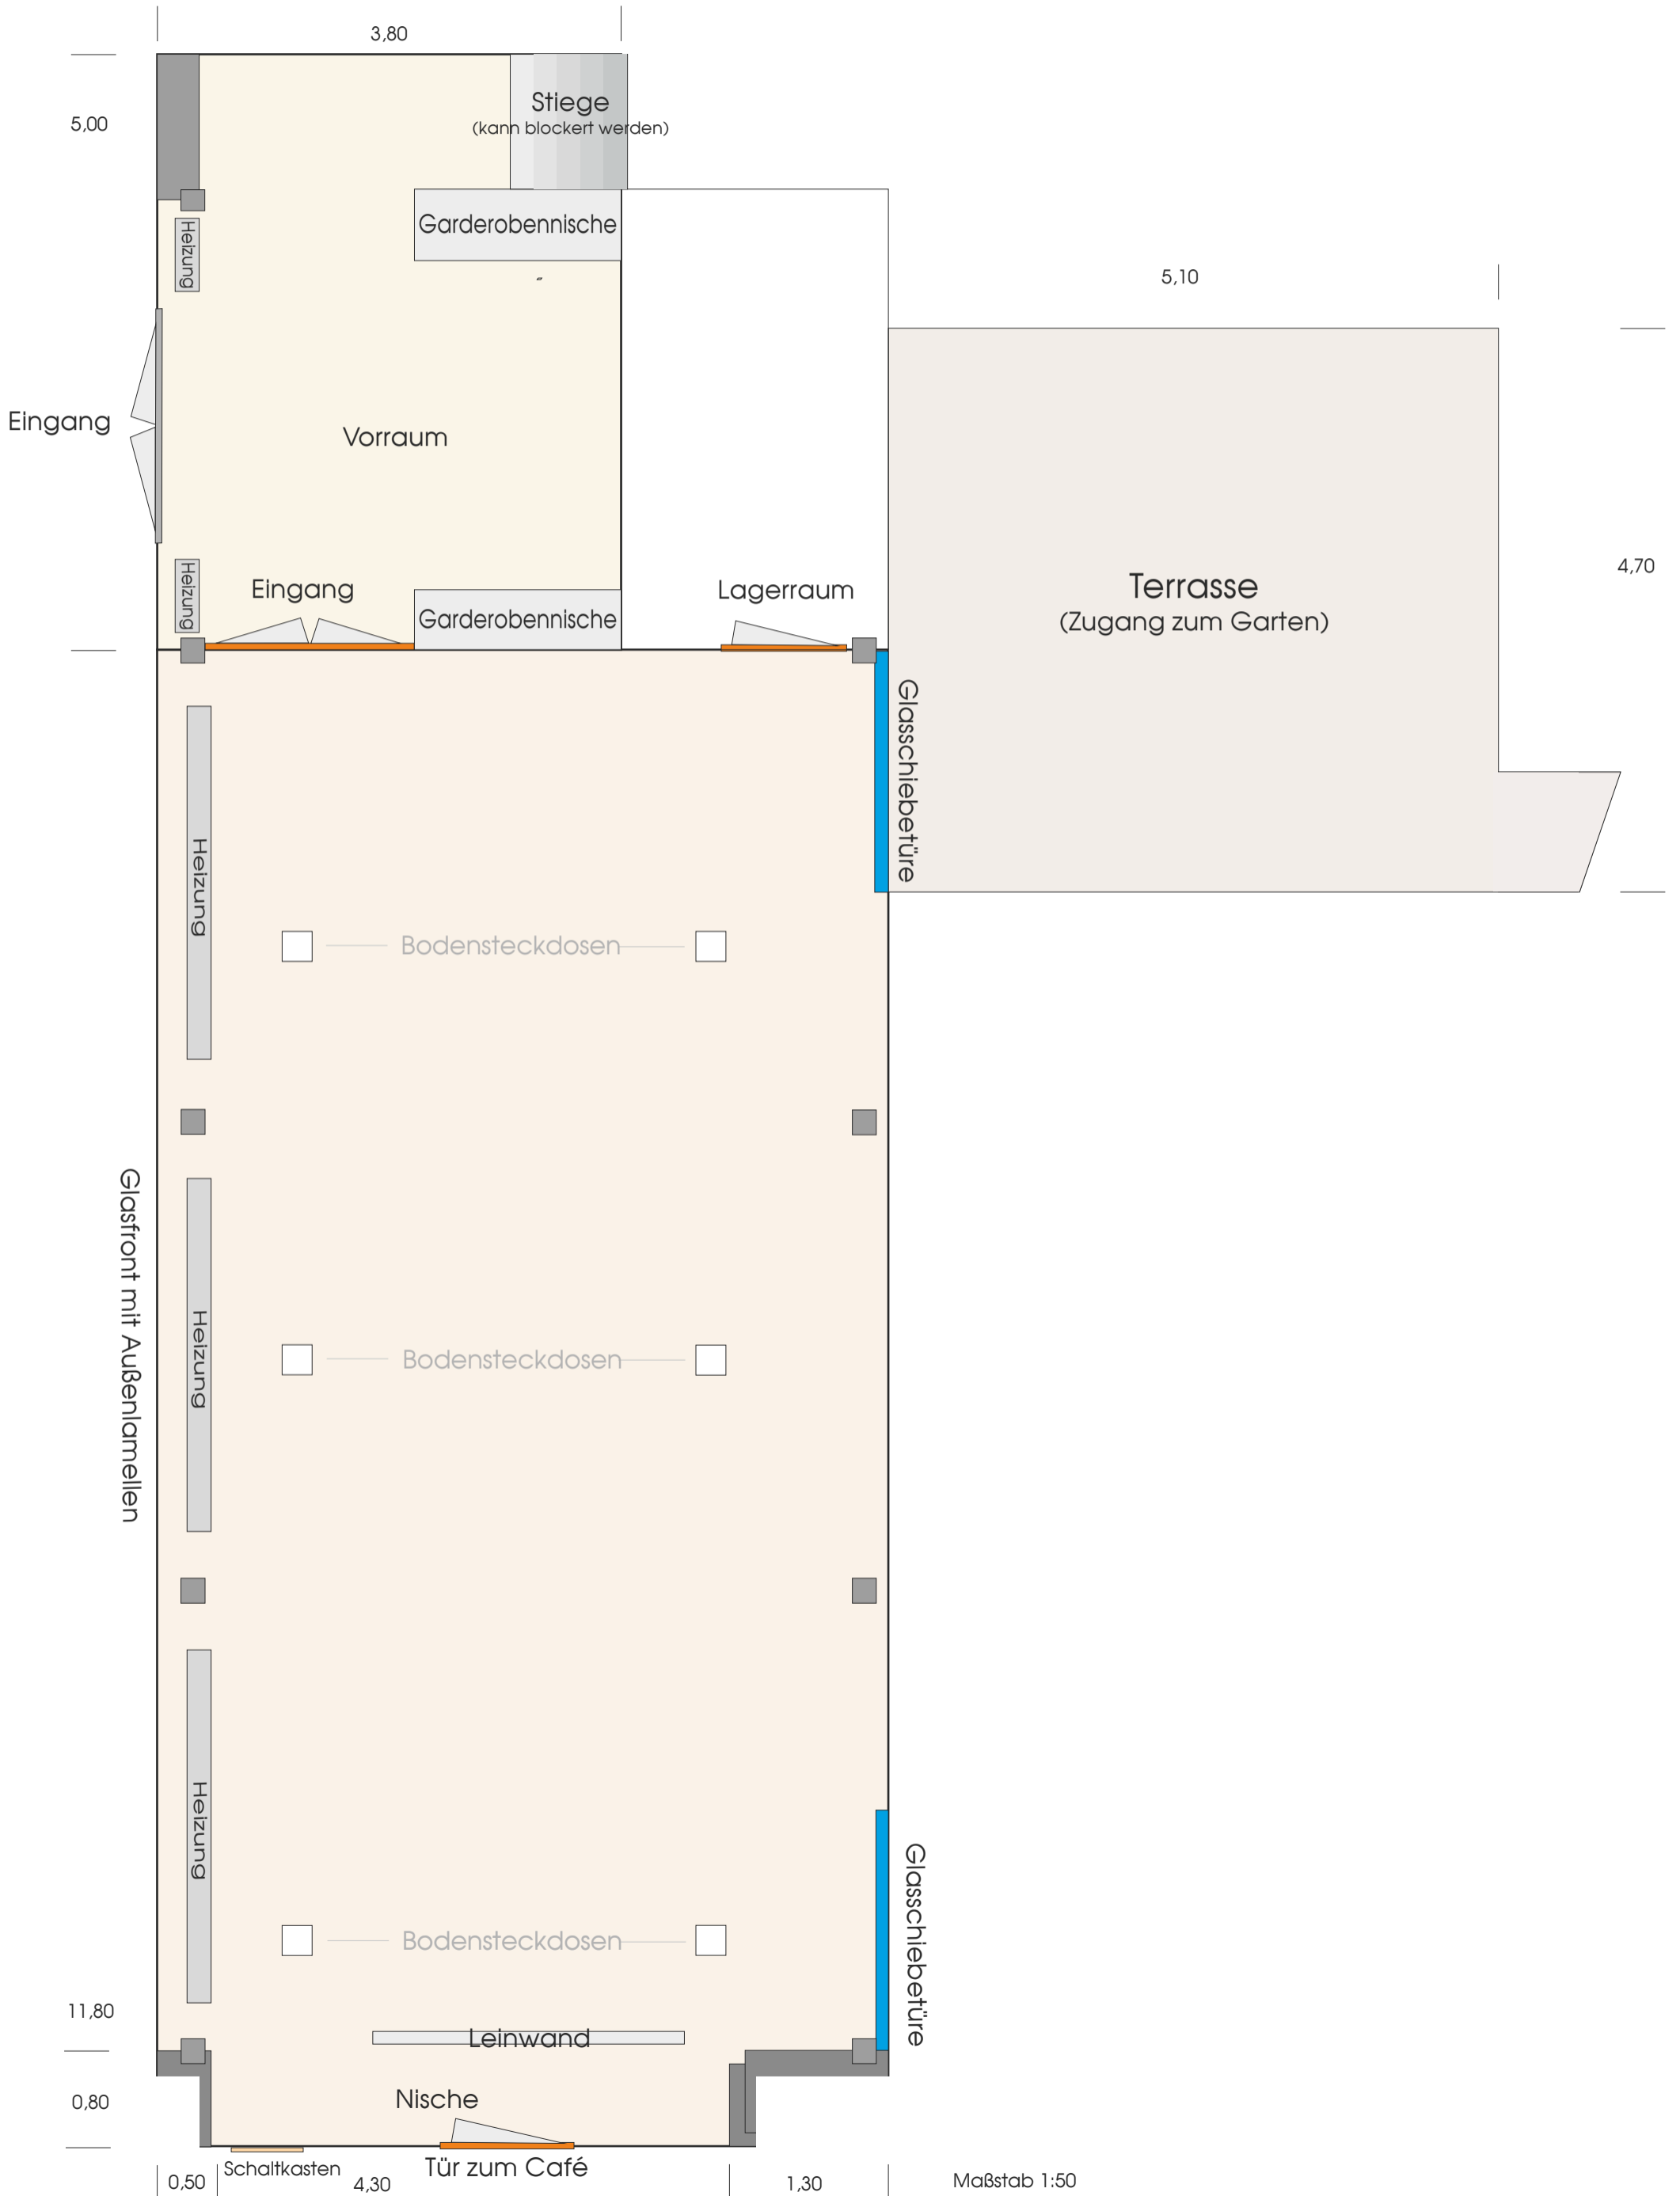 3,80
5,00
Stiege
(kann blockert werden)
Garderobennische
Heizung
5,10
Eingang
Vorraum
Heizung
Eingang
Garderobennische
Lagerraum
Terrasse
(Zugang zum Garten)
4,70
Glasschiebetüre
Heizung
Bodensteckdosen
Glasfront mit Außenlamellen
Heizung
Bodensteckdosen
Heizung
Bodensteckdosen
Glasschiebetüre
11,80
Leinwand
0,80
Nische
Schaltkasten
Tür zum Café
0,50
4,30
1,30
Maßstab 1:50